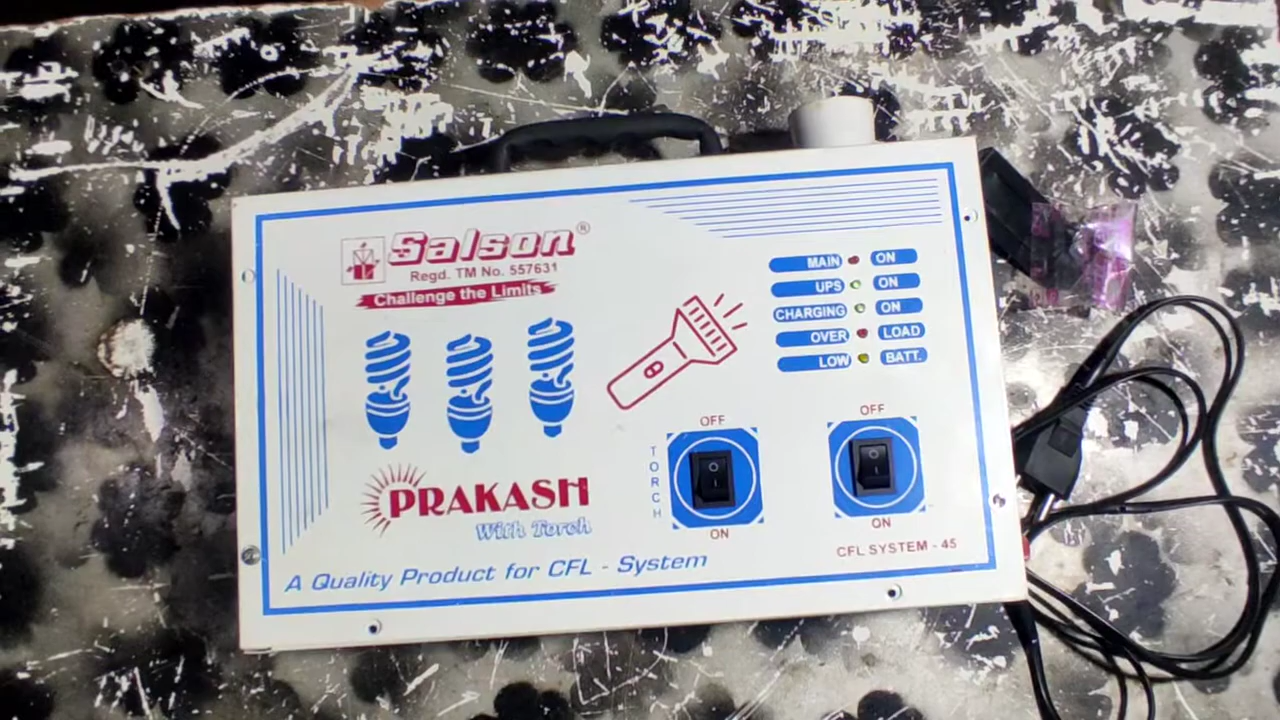 Salson ®
Regd. TM No. 557631
Challenge the Limits
MAIN ON
UPS ON
CHARGING ON
OVER LOAD
LOW BATT.
PRAKASH
With Torch
A Quality Product for CFL - System
OFF
TORCH
ON
OFF
ON
CFL SYSTEM - 45